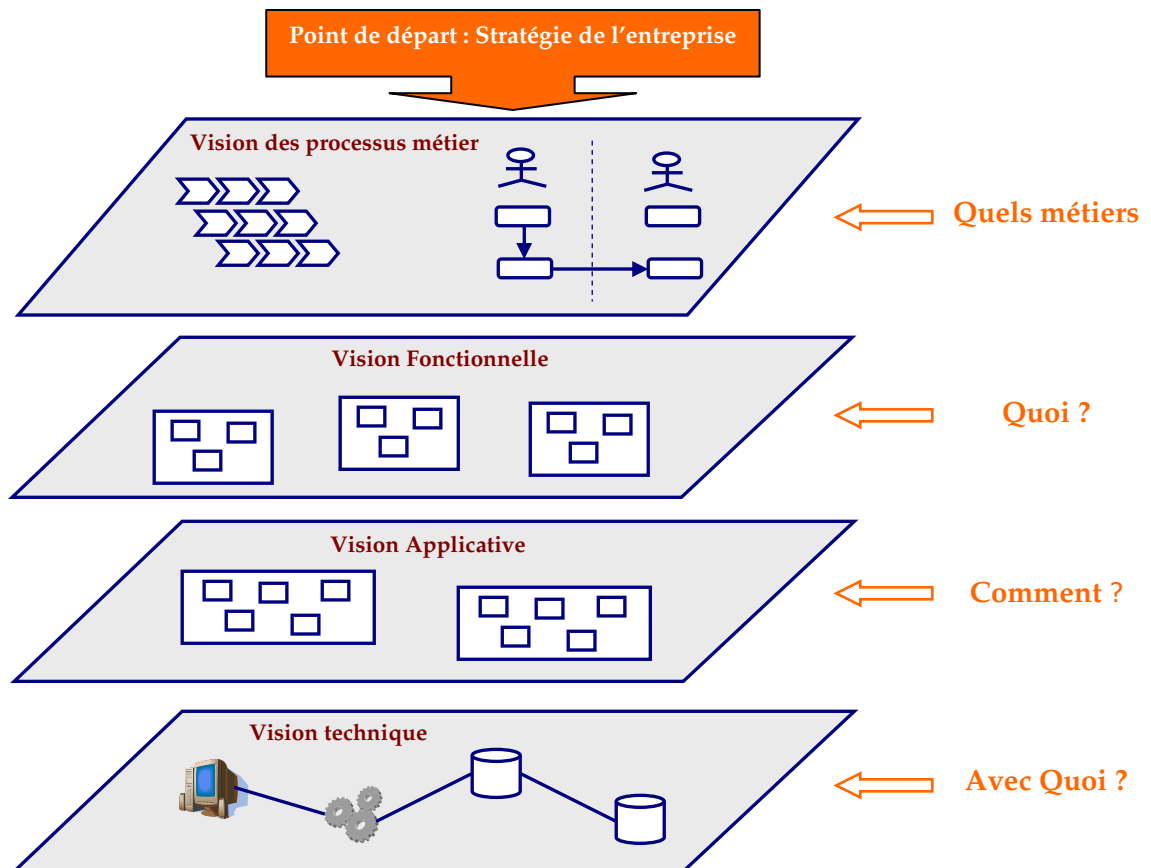 Point de départ : Stratégie de l’entreprise
Vision des processus métier
Quels métiers
Vision Fonctionnelle
Quoi ?
Vision Applicative
Comment ?
Vision technique
Avec Quoi ?